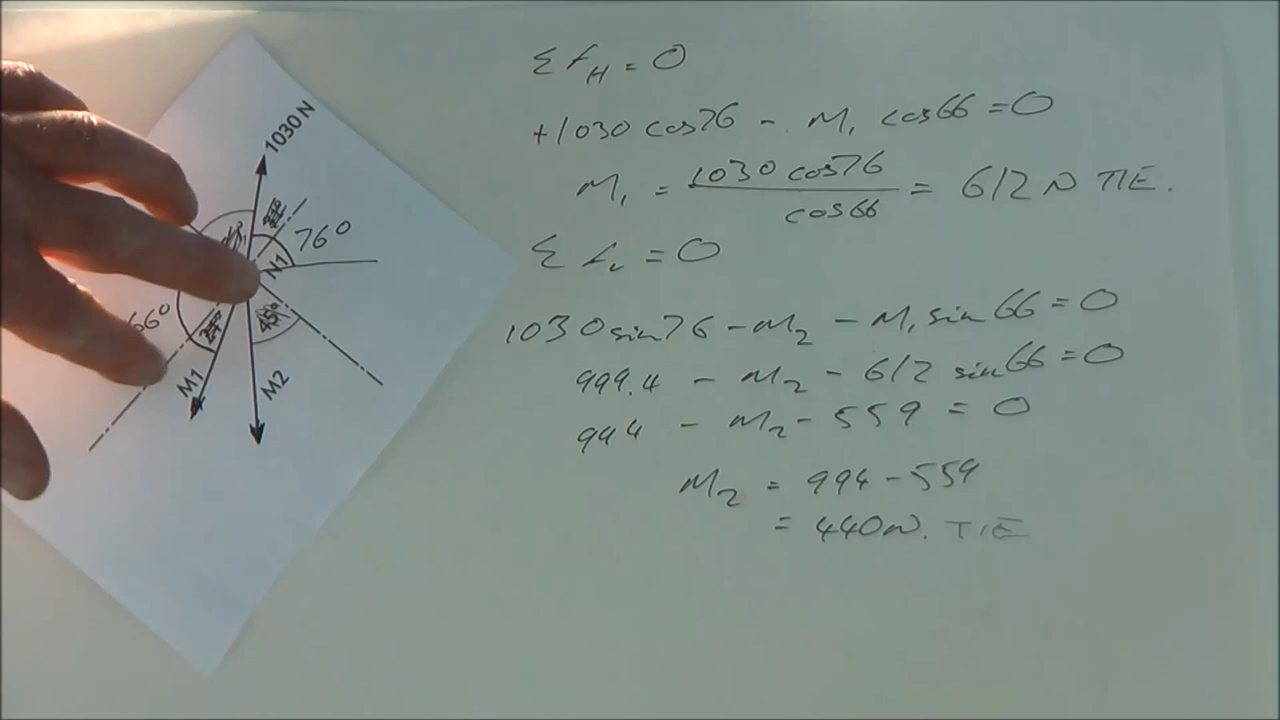 1030 N
76°
N1
66°
45°
M1
M2
ΣFH = 0
+1030 cos76 - M1 cos66 = 0
M1 = 1030 cos76 / cos66 = 612 N TIE.
ΣFV = 0
1030 sin76 - M2 - M1 sin66 = 0
999.4 - M2 - 612 sin66 = 0
994 - M2 - 559 = 0
M2 = 994 - 559
= 440N. TIE